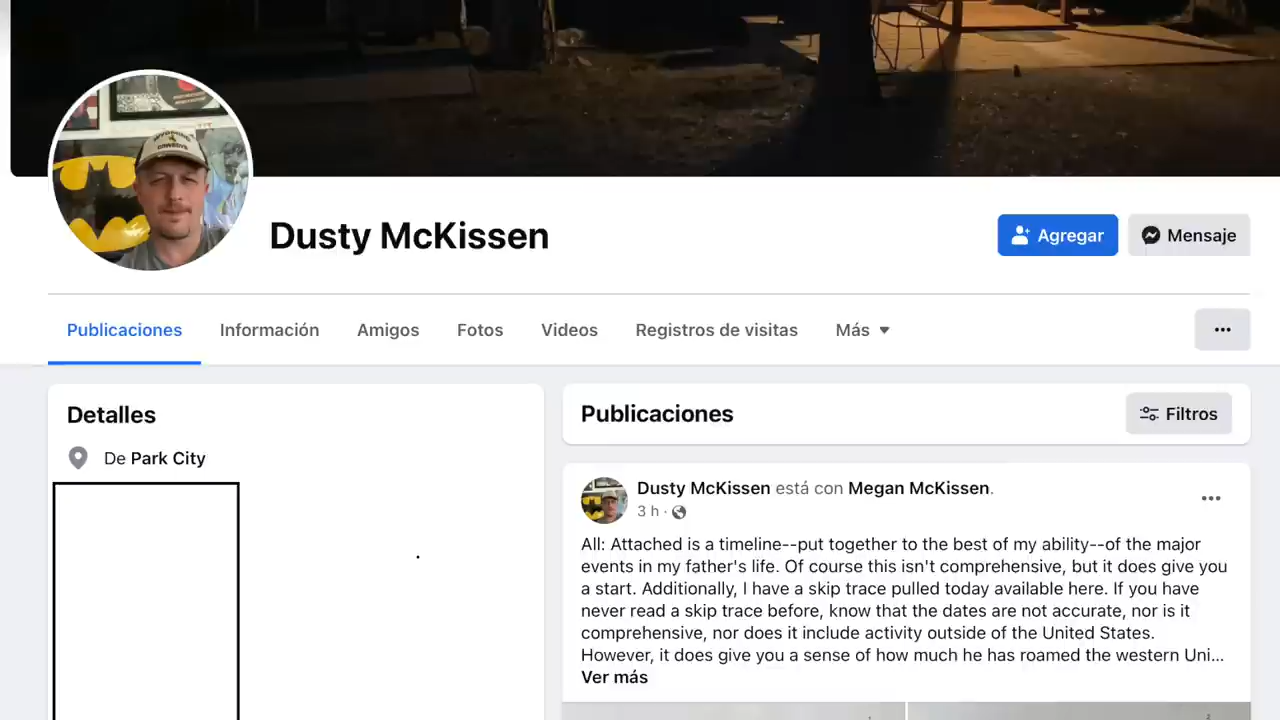 Dusty McKissen
Agregar
Mensaje
Publicaciones
Información
Amigos
Fotos
Videos
Registros de visitas
Más
Detalles
De Park City
Publicaciones
Filtros
Dusty McKissen está con Megan McKissen.
3 h ·
All: Attached is a timeline--put together to the best of my ability--of the major
events in my father's life. Of course this isn't comprehensive, but it does give you
a start. Additionally, I have a skip trace pulled today available here. If you have
never read a skip trace before, know that the dates are not accurate, nor is it
comprehensive, nor does it include activity outside of the United States.
However, it does give you a sense of how much he has roamed the western Uni...
Ver más